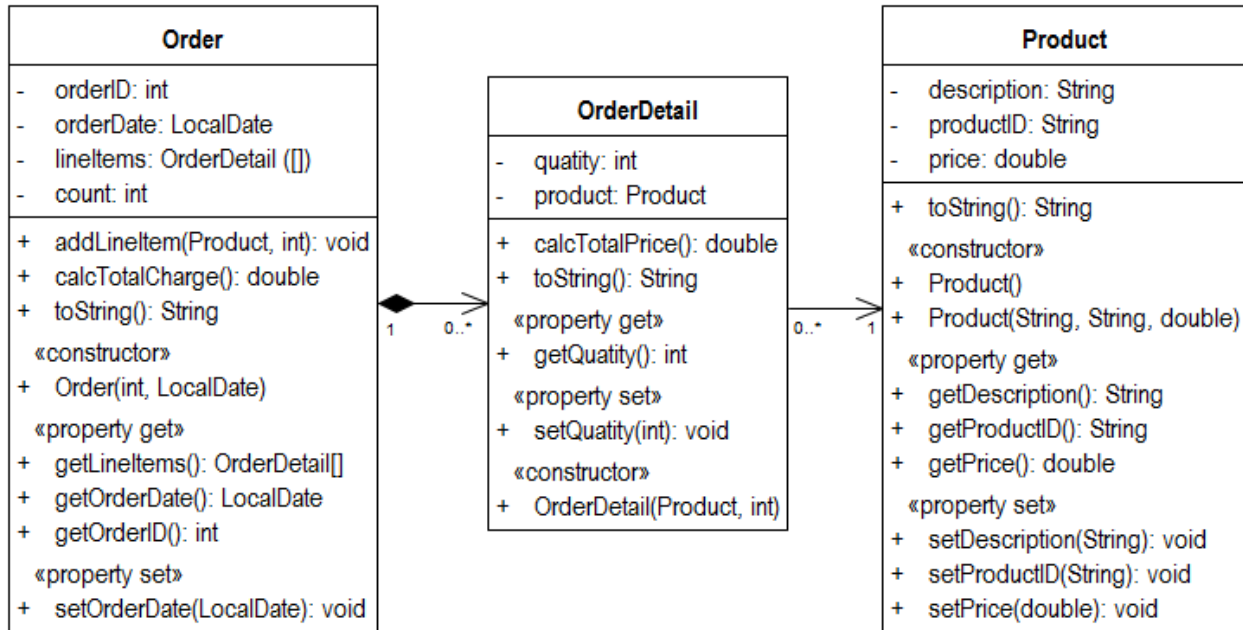 Order
- orderID: int
- orderDate: LocalDate
- lineItems: OrderDetail ([])
- count: int
+ addLineItem(Product, int): void
+ calcTotalCharge(): double
+ toString(): String
«constructor»
+ Order(int, LocalDate)
«property get»
+ getLineItems(): OrderDetail[]
+ getOrderDate(): LocalDate
+ getOrderID(): int
«property set»
+ setOrderDate(LocalDate): void
1
0..*
OrderDetail
- quatity: int
- product: Product
+ calcTotalPrice(): double
+ toString(): String
«property get»
+ getQuatity(): int
«property set»
+ setQuatity(int): void
«constructor»
+ OrderDetail(Product, int)
0..*
1
Product
- description: String
- productID: String
- price: double
+ toString(): String
«constructor»
+ Product()
+ Product(String, String, double)
«property get»
+ getDescription(): String
+ getProductID(): String
+ getPrice(): double
«property set»
+ setDescription(String): void
+ setProductID(String): void
+ setPrice(double): void